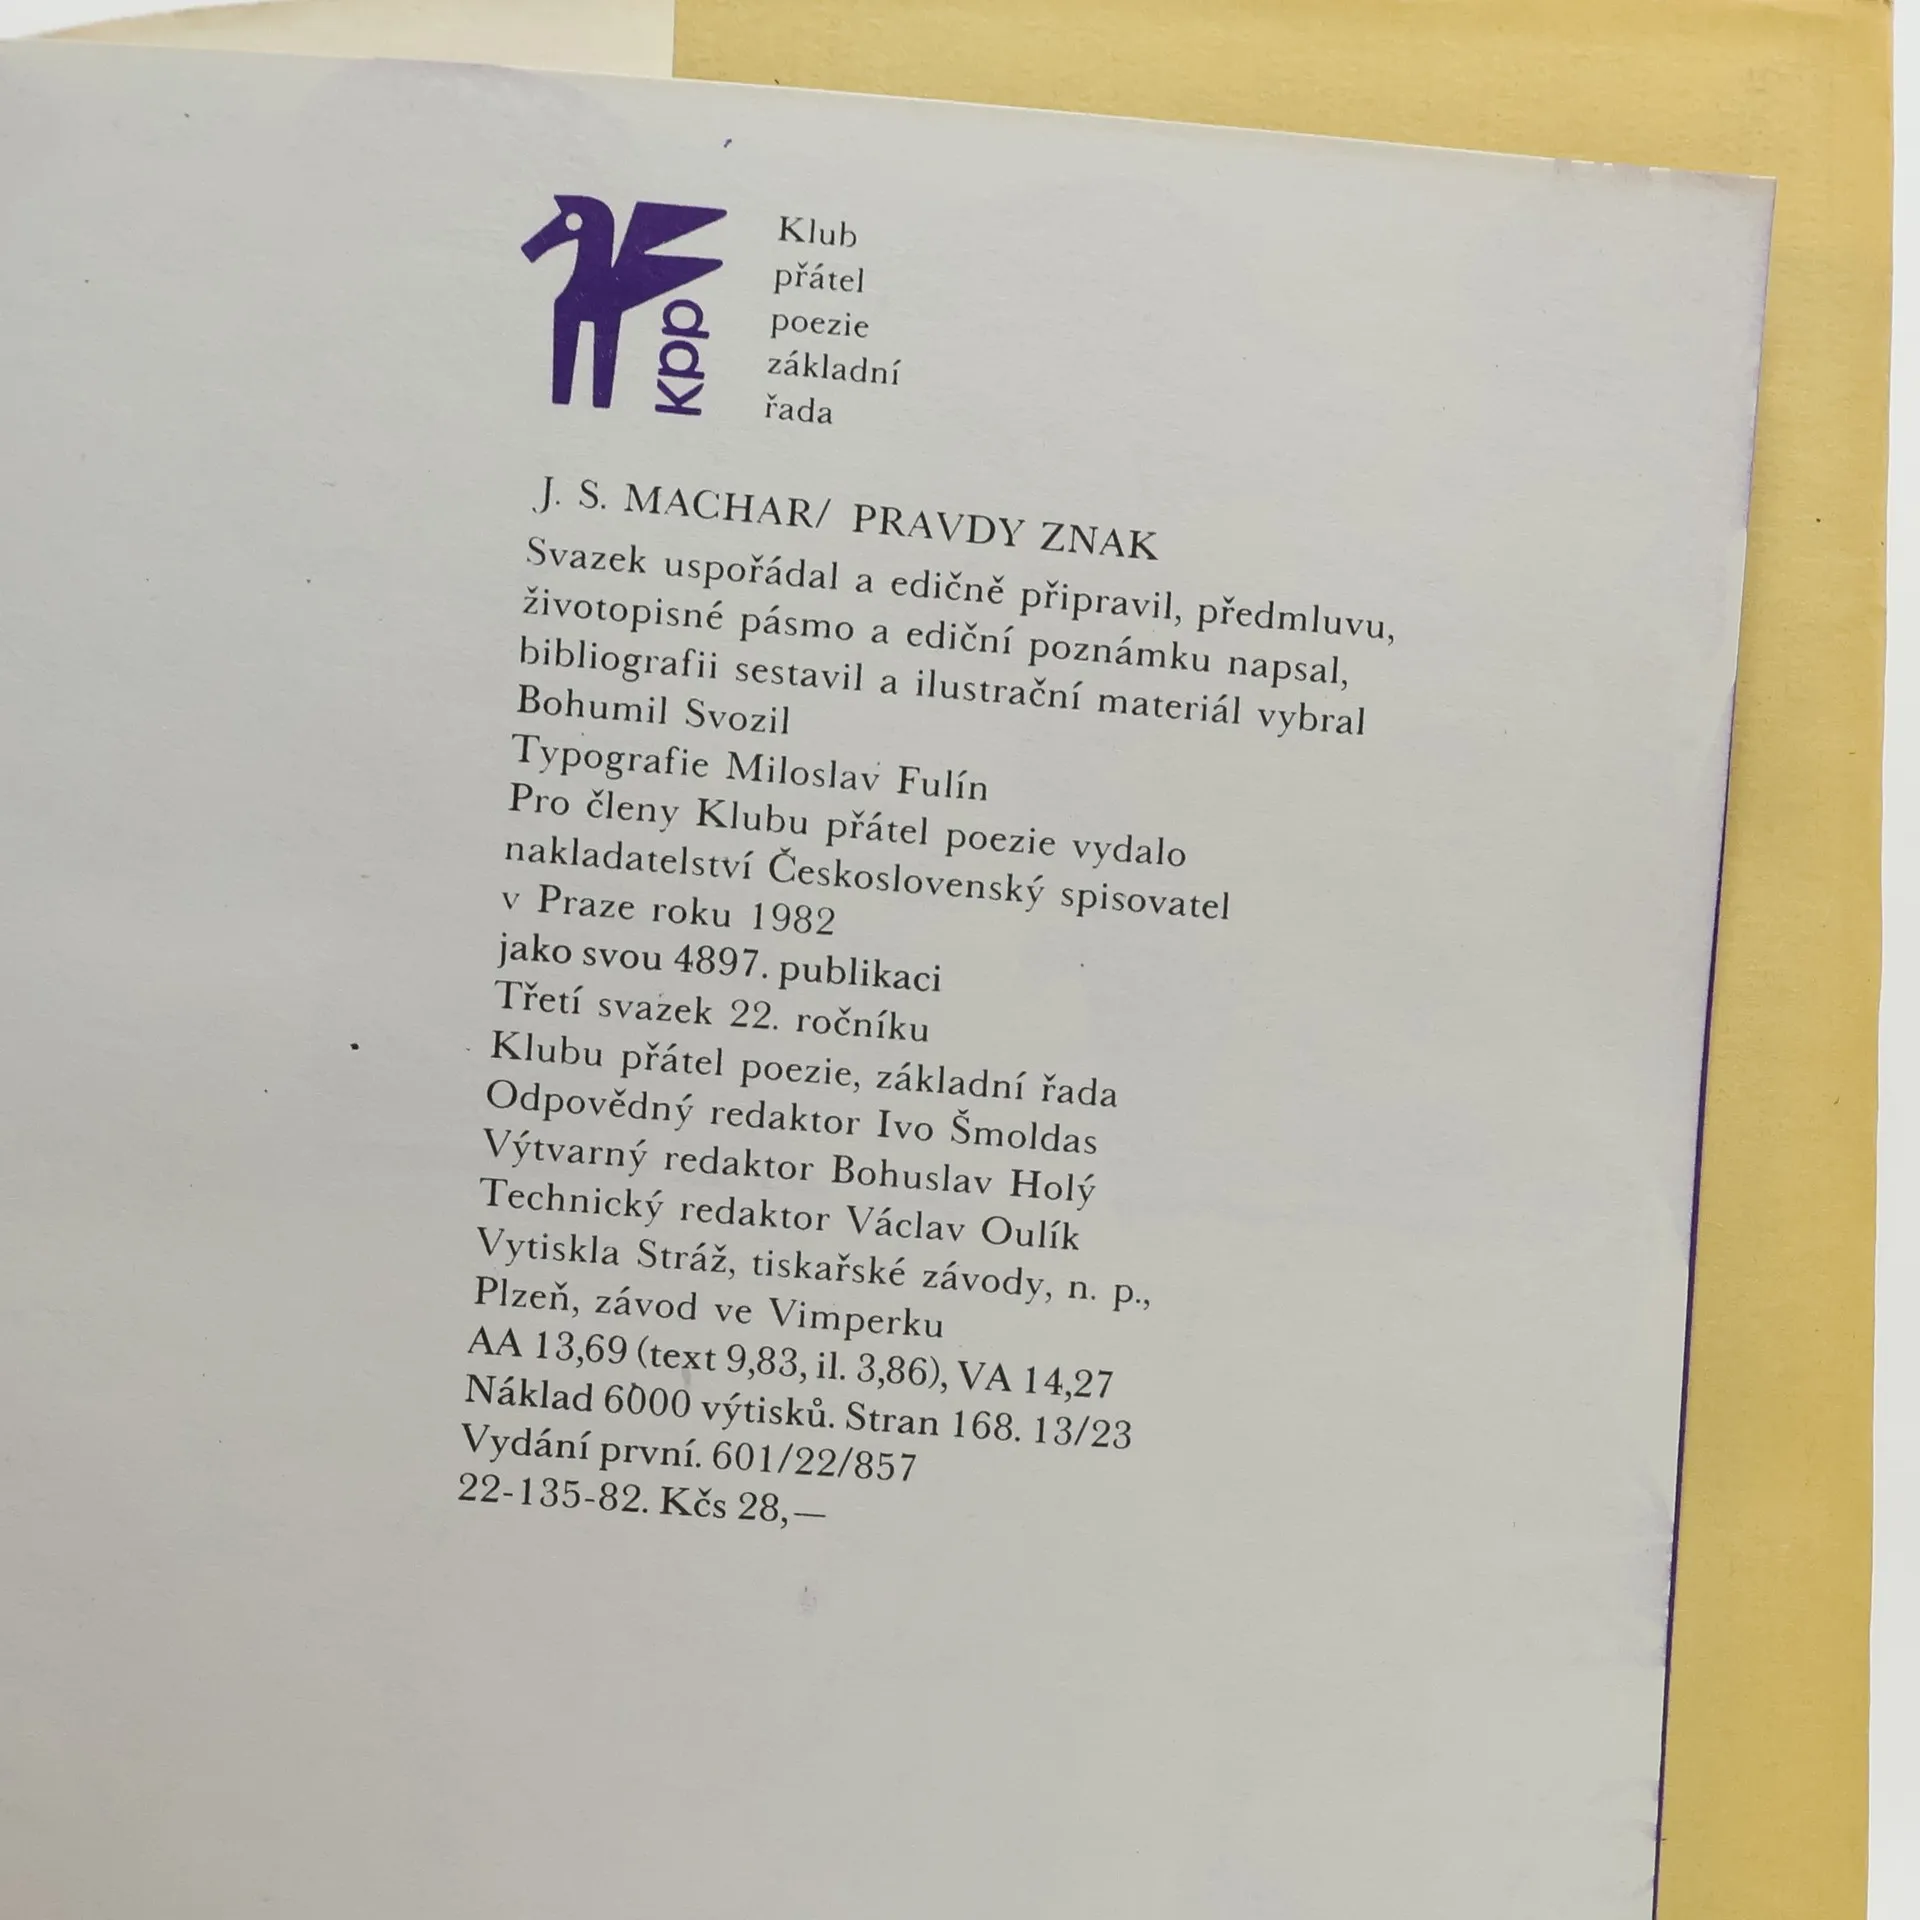 kpp
Klub
přátel
poezie
základní
řada
J. S. MACHAR/ PRAVDY ZNAK
Svazek uspořádal a edičně připravil, předmluvu,
životopisné pásmo a ediční poznámku napsal,
bibliografii sestavil a ilustrační materiál vybral
Bohumil Svozil
Typografie Miloslav Fulín
Pro členy Klubu přátel poezie vydalo
nakladatelství Československý spisovatel
v Praze roku 1982
jako svou 4897. publikaci
Třetí svazek 22. ročníku
Klubu přátel poezie, základní řada
Odpovědný redaktor Ivo Šmoldas
Výtvarný redaktor Bohuslav Holý
Technický redaktor Václav Oulík
Vytiskla Stráž, tiskařské závody, n. p.,
Plzeň, závod ve Vimperku
AA 13,69 (text 9,83, il. 3,86), VA 14,27
Náklad 6000 výtisků. Stran 168. 13/23
Vydání první. 601/22/857
22-135-82. Kčs 28,—